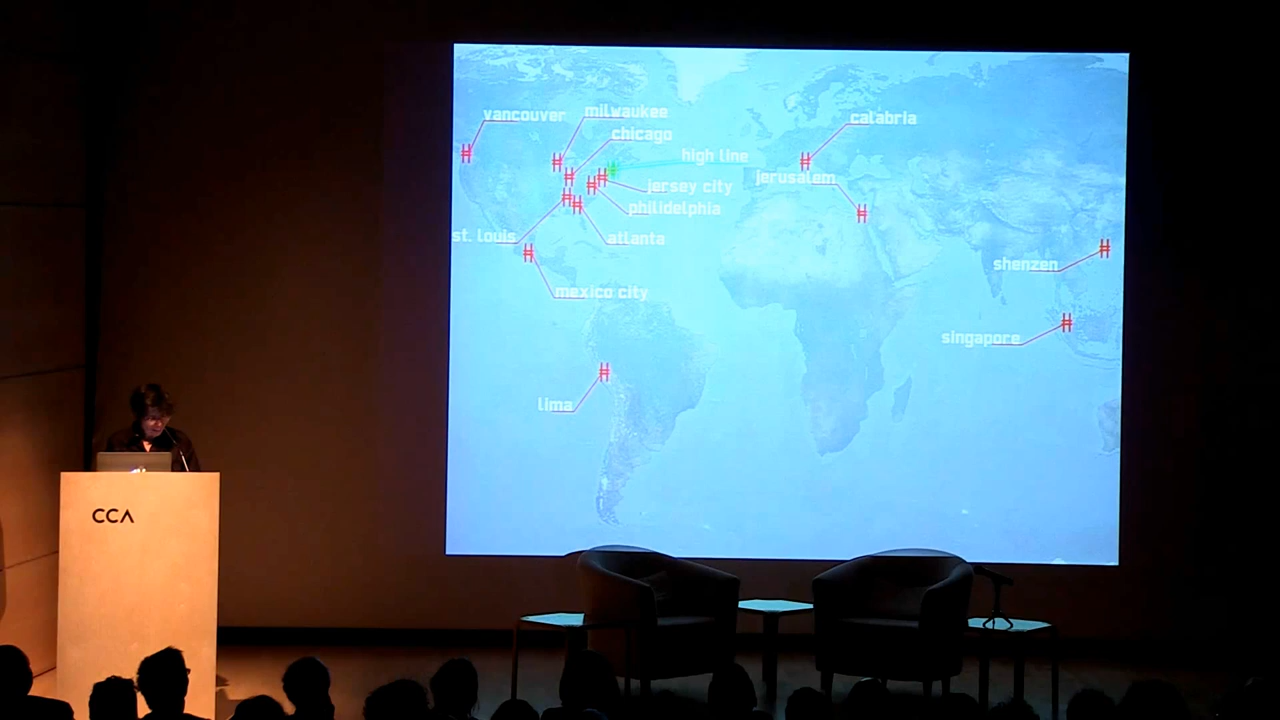 vancouver
milwaukee
chicago
calabria
high line
jerusalem
jersey city
philidelphia
st. louis
atlanta
shenzen
mexico city
singapore
lima
CCA